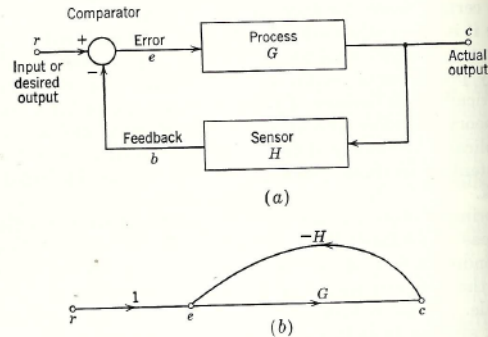 Comparator
r
+
Error
e
Process
G
c
Input or
desired
output
−
Actual
output
Feedback
b
Sensor
H
(a)
−H
1
G
r
e
c
(b)